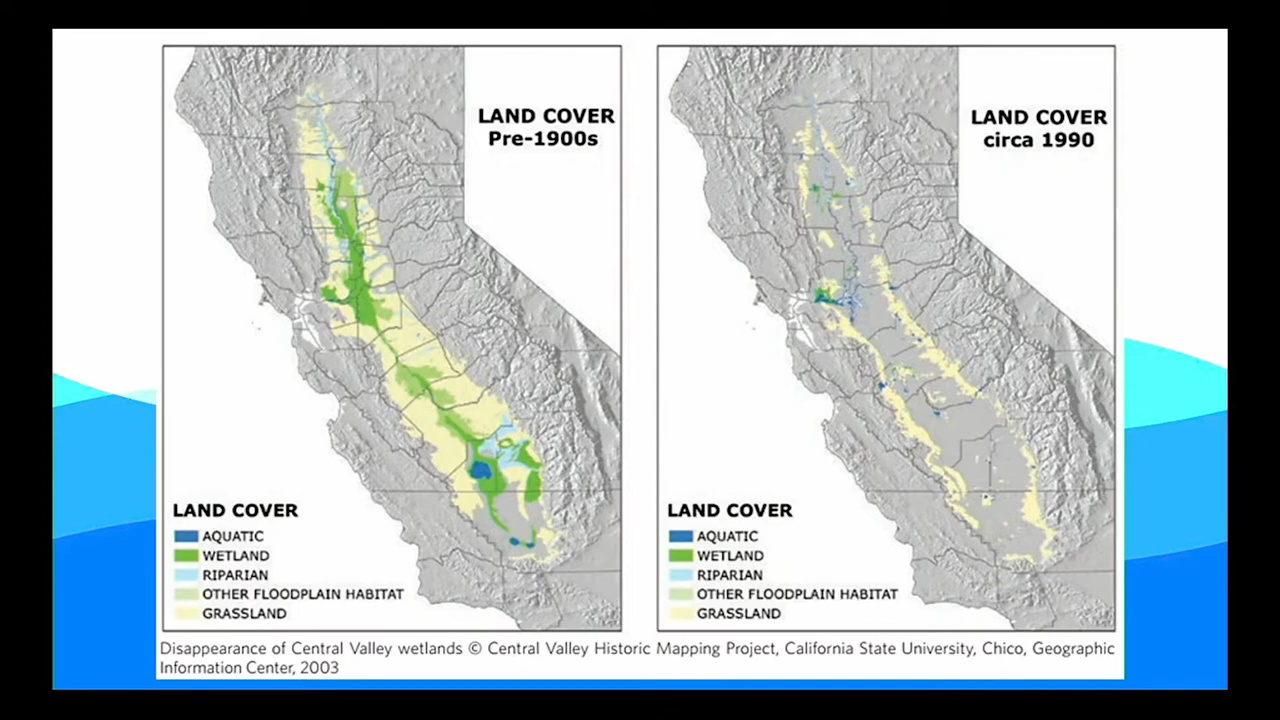 LAND COVER
Pre-1900s
LAND COVER
AQUATIC
WETLAND
RIPARIAN
OTHER FLOODPLAIN HABITAT
GRASSLAND
LAND COVER
circa 1990
LAND COVER
AQUATIC
WETLAND
RIPARIAN
OTHER FLOODPLAIN HABITAT
GRASSLAND
Disappearance of Central Valley wetlands © Central Valley Historic Mapping Project, California State University, Chico, Geographic
Information Center, 2003